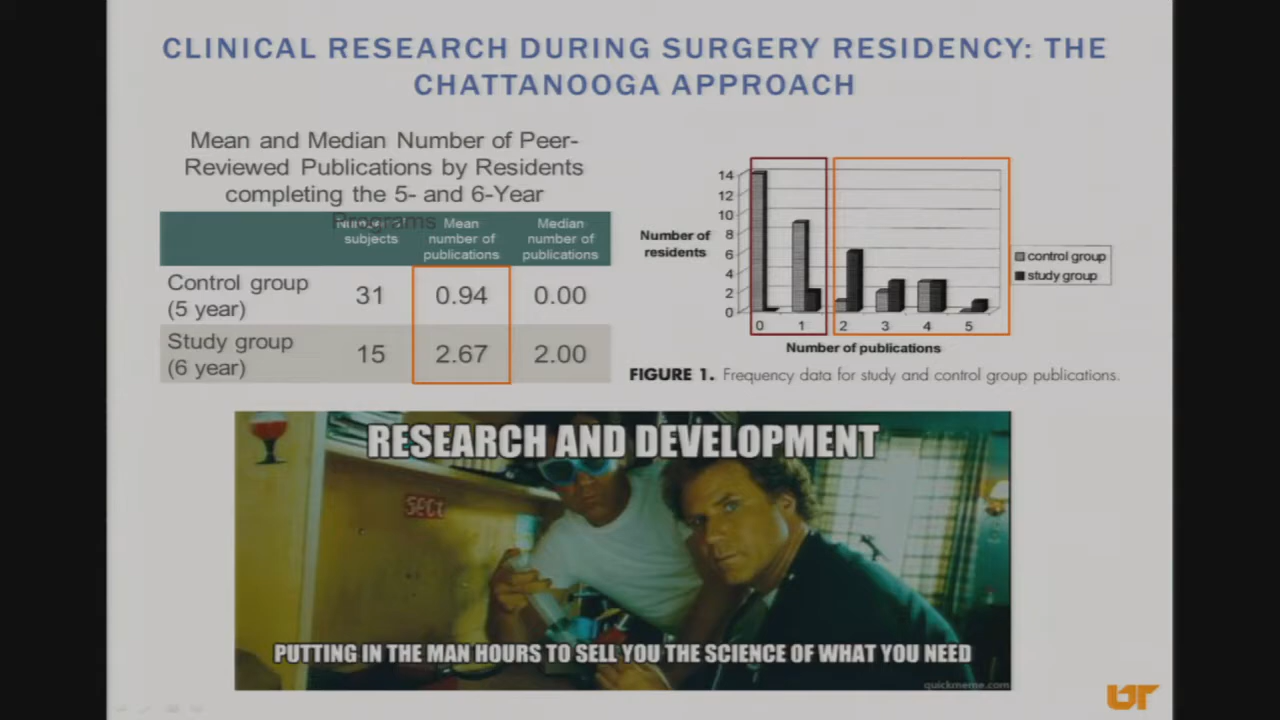 CLINICAL RESEARCH DURING SURGERY RESIDENCY: THE
CHATTANOOGA APPROACH
Mean and Median Number of Peer-
Reviewed Publications by Residents
completing the 5- and 6-Year
Programs
Number of subjects
Mean number of publications
Median number of publications
Control group (5 year)
31
0.94
0.00
Study group (6 year)
15
2.67
2.00
14
12
10
8
6
4
2
0
Number of
residents
0 1 2 3 4 5
Number of publications
control group
study group
FIGURE 1. Frequency data for study and control group publications.
RESEARCH AND DEVELOPMENT
SECT
PUTTING IN THE MAN HOURS TO SELL YOU THE SCIENCE OF WHAT YOU NEED
quickmeme.com
UT